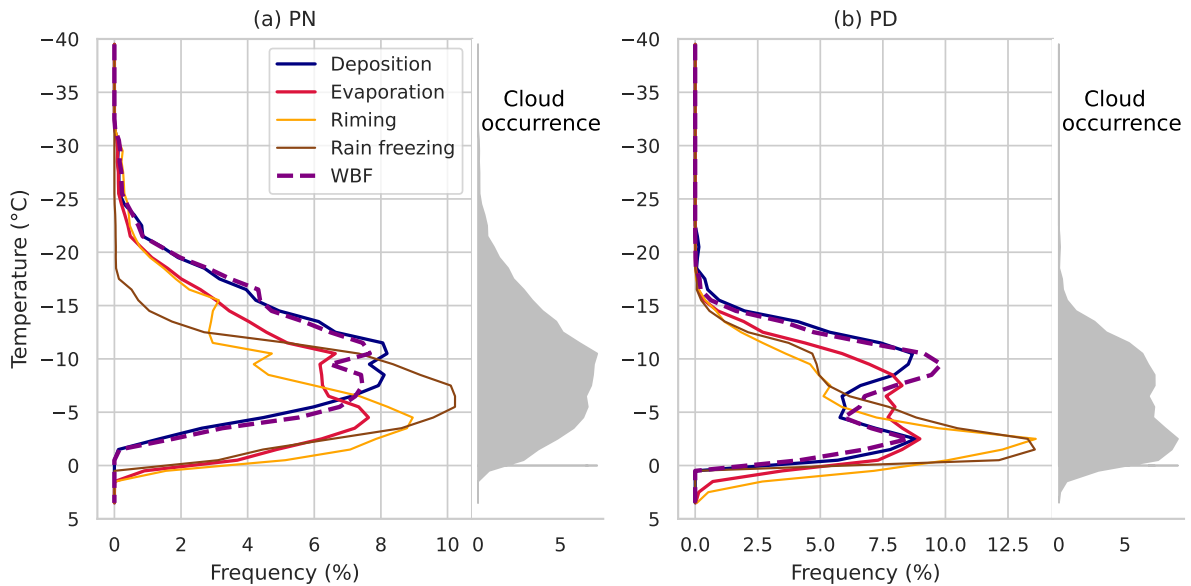 (a) PN
(b) PD
−40
−35
−30
−25
−20
−15
−10
−5
0
5
Temperature (°C)
Deposition
Evaporation
Riming
Rain freezing
WBF
Cloud
occurrence
0 2 4 6 8 10
0 5
Frequency (%)
−40
−35
−30
−25
−20
−15
−10
−5
0
5
Cloud
occurrence
0.0 2.5 5.0 7.5 10.0 12.5
0 5
Frequency (%)